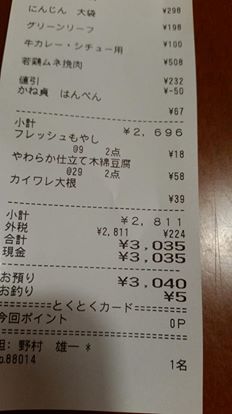 にんじん 大袋 ¥298
グリーンリーフ ¥198
牛カレー・シチュー用 ¥100
若鶏ムネ挽肉 ¥508
¥232
値引 ¥-50
かね貞 はんぺん
¥67
小計 ¥2,696
フレッシュもやし
@9 2点 ¥18
やわらか仕立て木綿豆腐
@29 2点 ¥58
カイワレ大根
¥39
小計 ¥2,811
外税 ¥2,811 ¥224
合計 ¥3,035
現金 ¥3,035
お預り ¥3,040
お釣り ¥5
とくとくカード
今回ポイント 0P
担: 野村 雄一 *
o.88014 1名